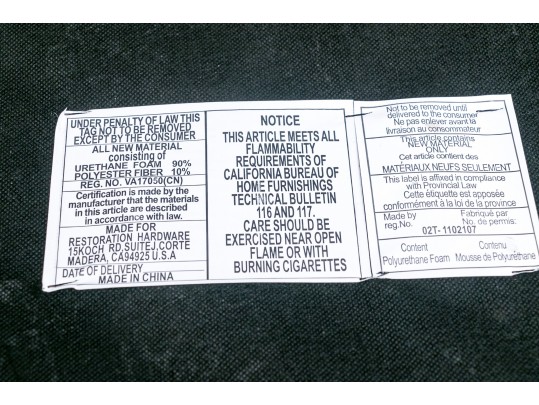 UNDER PENALTY OF LAW THIS
TAG NOT TO BE REMOVED
EXCEPT BY THE CONSUMER
ALL NEW MATERIAL
consisting of
URETHANE FOAM 90%
POLYESTER FIBER 10%
REG. NO. VA17050(CN)
Certification is made by the
manufacturer that the materials
in this article are described
in accordance with law.
MADE FOR
RESTORATION HARDWARE
15KOCH RD.SUITEJ.CORTE
MADERA, CA94925 U.S.A
DATE OF DELIVERY
MADE IN CHINA
NOTICE
THIS ARTICLE MEETS ALL
FLAMMABILITY
REQUIREMENTS OF
CALIFORNIA BUREAU OF
HOME FURNISHINGS
TECHNICAL BULLETIN
116 AND 117.
CARE SHOULD BE
EXERCISED NEAR OPEN
FLAME OR WITH
BURNING CIGARETTES
Not to be removed until
delivered to the consumer
Ne pas enlever avant la
livraison au consommateur
This article contains
NEW MATERIAL
ONLY
Cet article contient des
MATÉRIAUX NEUFS SEULEMENT
This label is affixed in compliance
with Provincial Law
Cette étiquette est apposée
conformément à la loi de la province
Made by Fabriqué par
reg.No. No. de permis:
02T- 1102107
Content Contenu
Polyurethane Foam Mousse de Polyuréthane